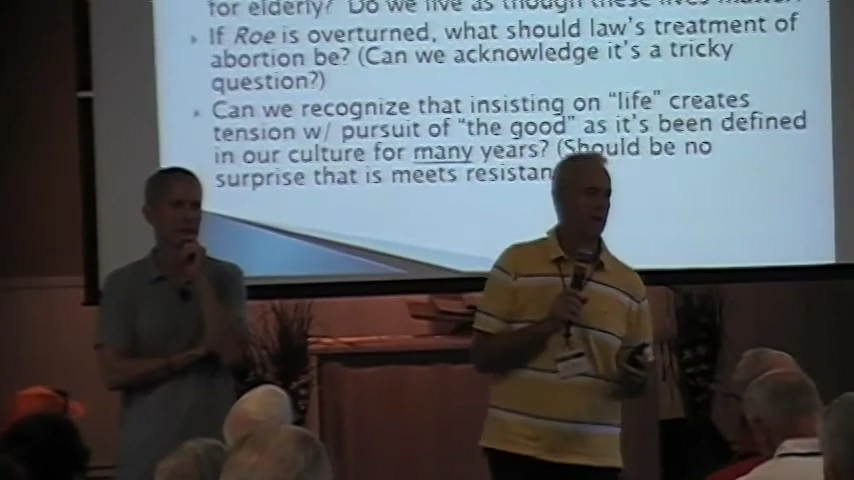 for elderly? Do we live as though these lives matter?
If Roe is overturned, what should law's treatment of
abortion be? (Can we acknowledge it's a tricky
question?)
Can we recognize that insisting on "life" creates
tension w/ pursuit of "the good" as it's been defined
in our culture for many years? (Should be no
surprise that is meets resistan